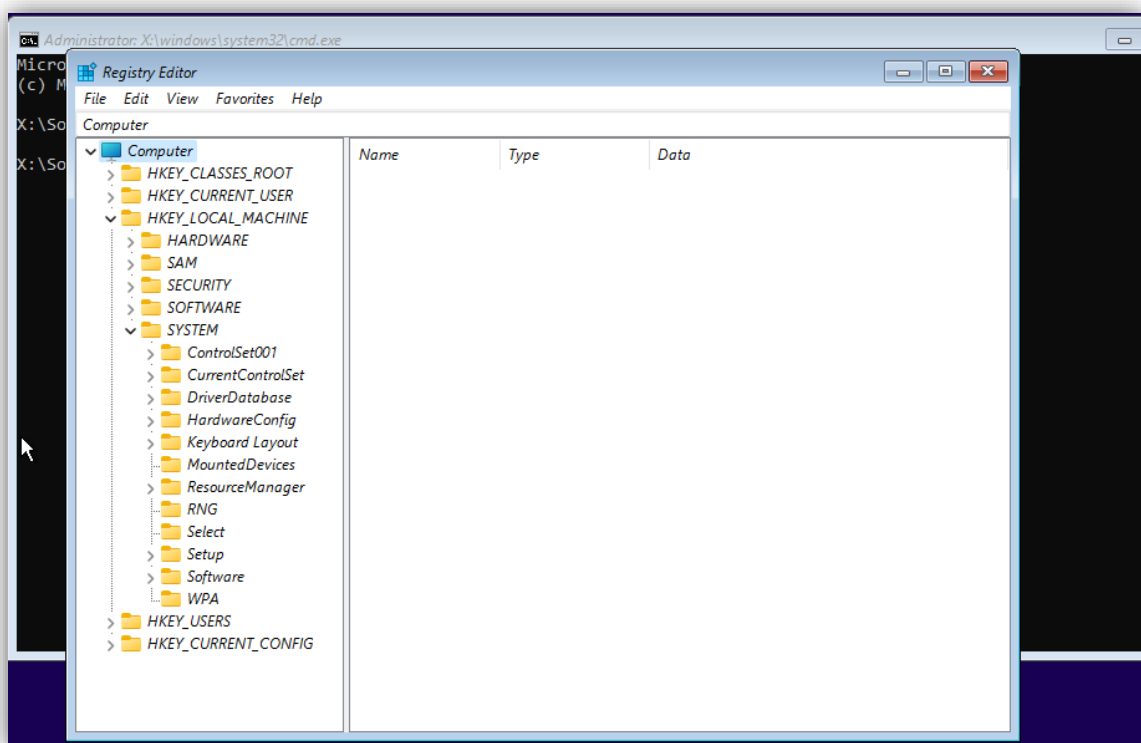 Administrator: X:\windows\system32\cmd.exe
Micro
(c) M
X:\So
X:\So
Registry Editor
File Edit View Favorites Help
Computer
Computer
HKEY_CLASSES_ROOT
HKEY_CURRENT_USER
HKEY_LOCAL_MACHINE
HARDWARE
SAM
SECURITY
SOFTWARE
SYSTEM
ControlSet001
CurrentControlSet
DriverDatabase
HardwareConfig
Keyboard Layout
MountedDevices
ResourceManager
RNG
Select
Setup
Software
WPA
HKEY_USERS
HKEY_CURRENT_CONFIG
Name Type Data